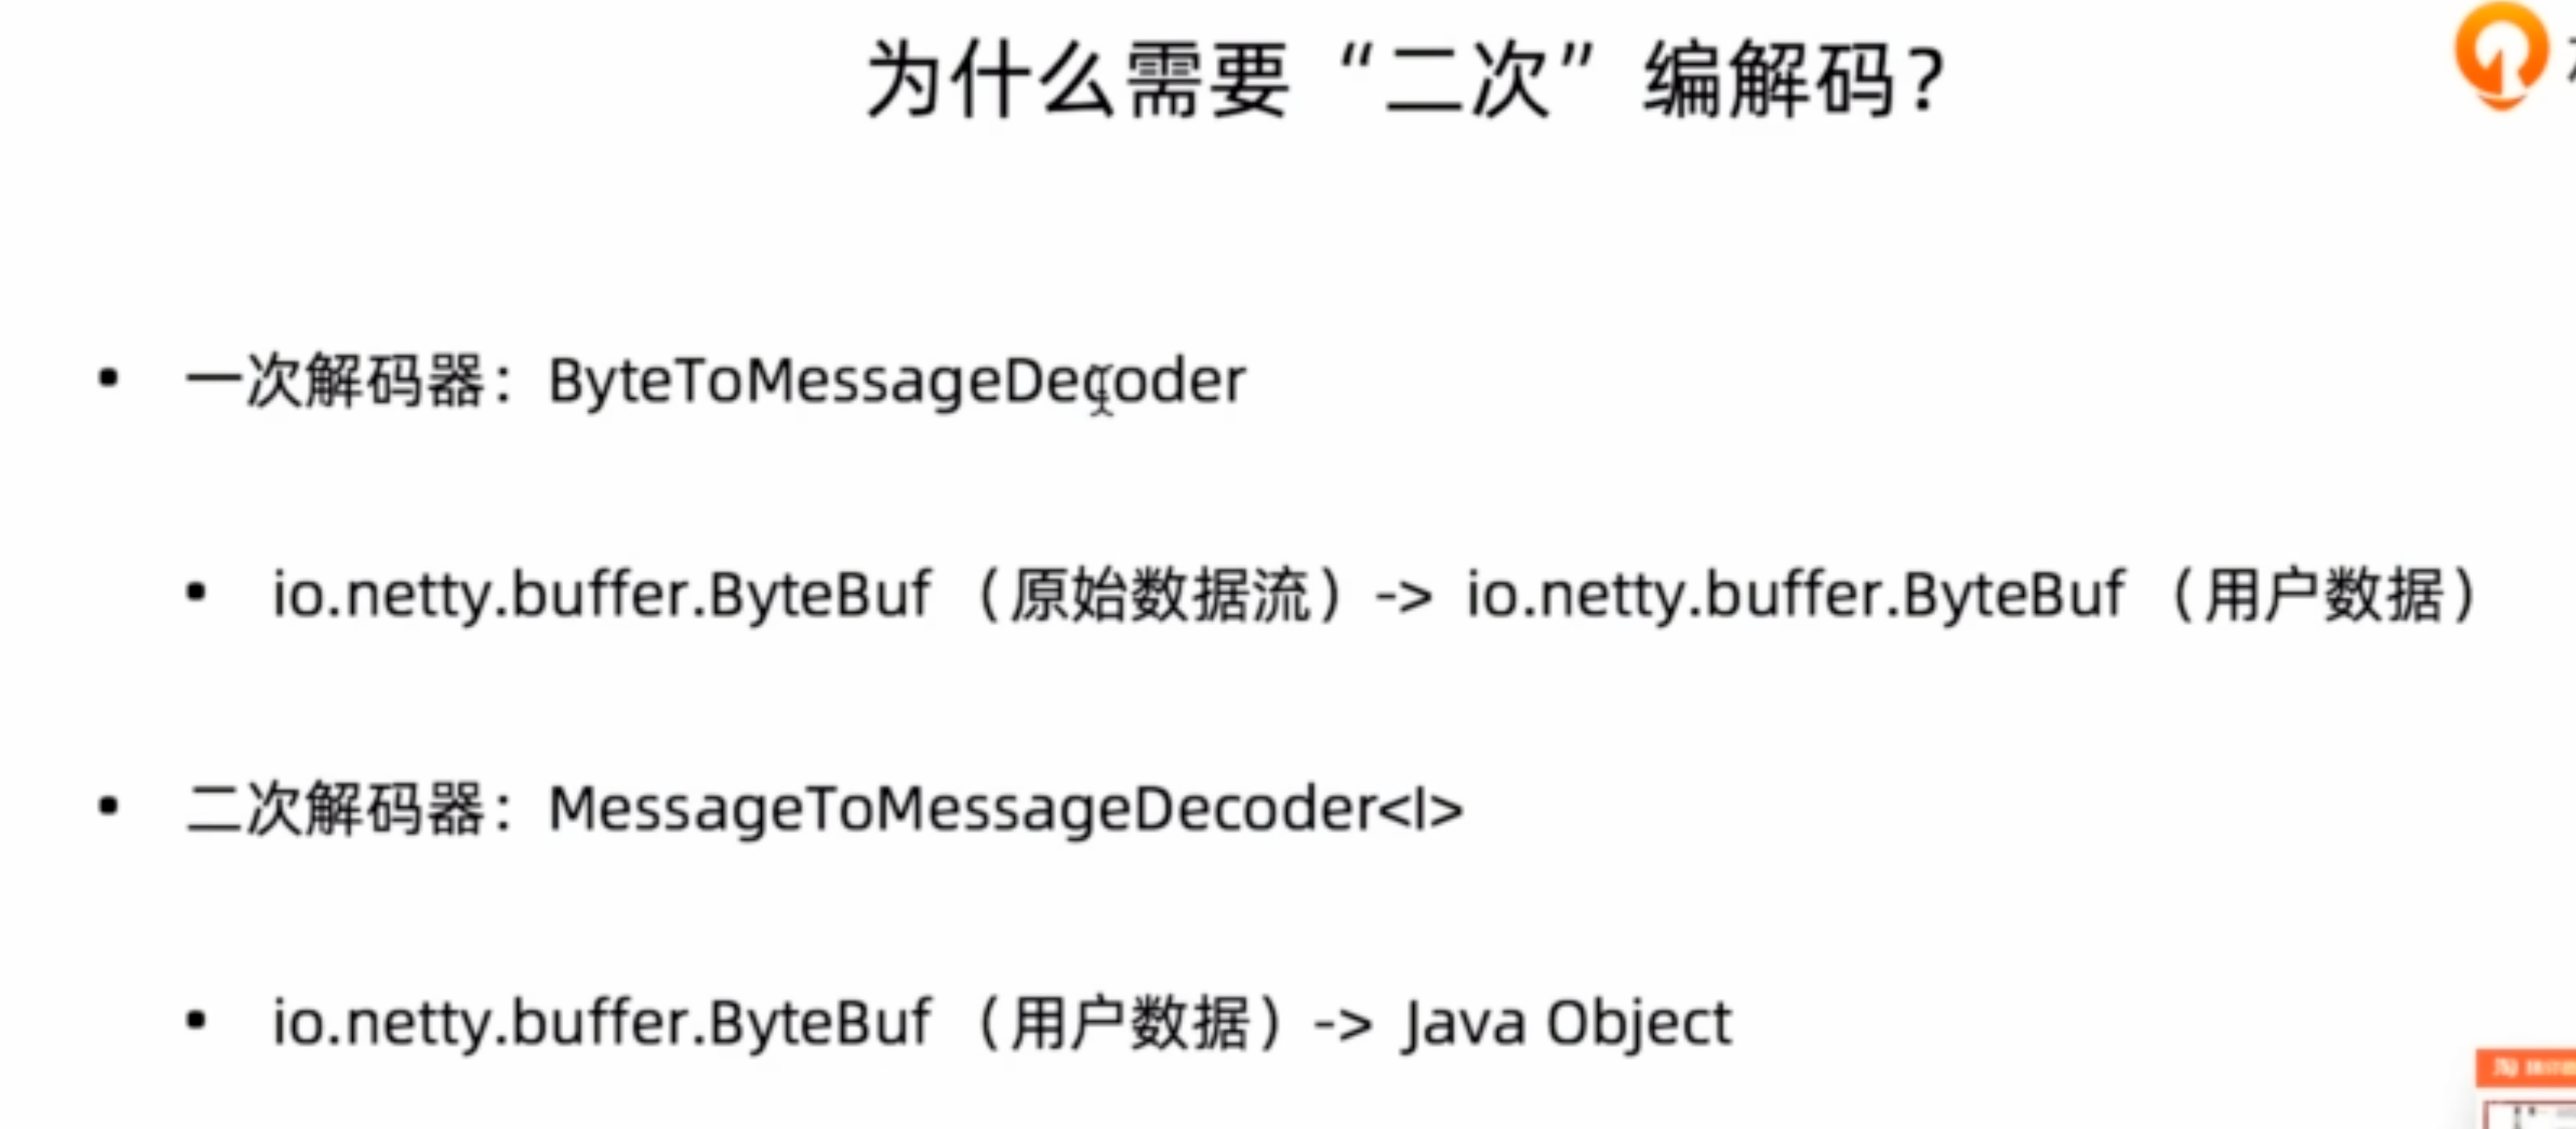 为什么需要“二次”编解码？
• 一次解码器：ByteToMessageDecoder
• io.netty.buffer.ByteBuf （原始数据流）-> io.netty.buffer.ByteBuf （用户数据）
• 二次解码器：MessageToMessageDecoder<I>
• io.netty.buffer.ByteBuf （用户数据）-> Java Object